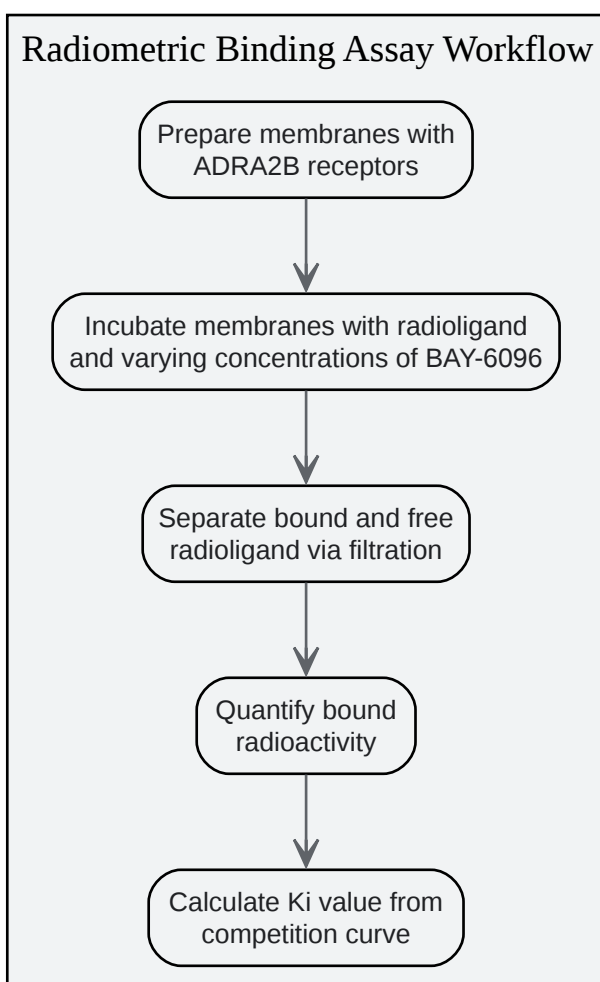 Radiometric Binding Assay Workflow
Prepare membranes with
ADRA2B receptors
Incubate membranes with radioligand
and varying concentrations of BAY-6096
Separate bound and free
radioligand via filtration
Quantify bound
radioactivity
Calculate Ki value from
competition curve